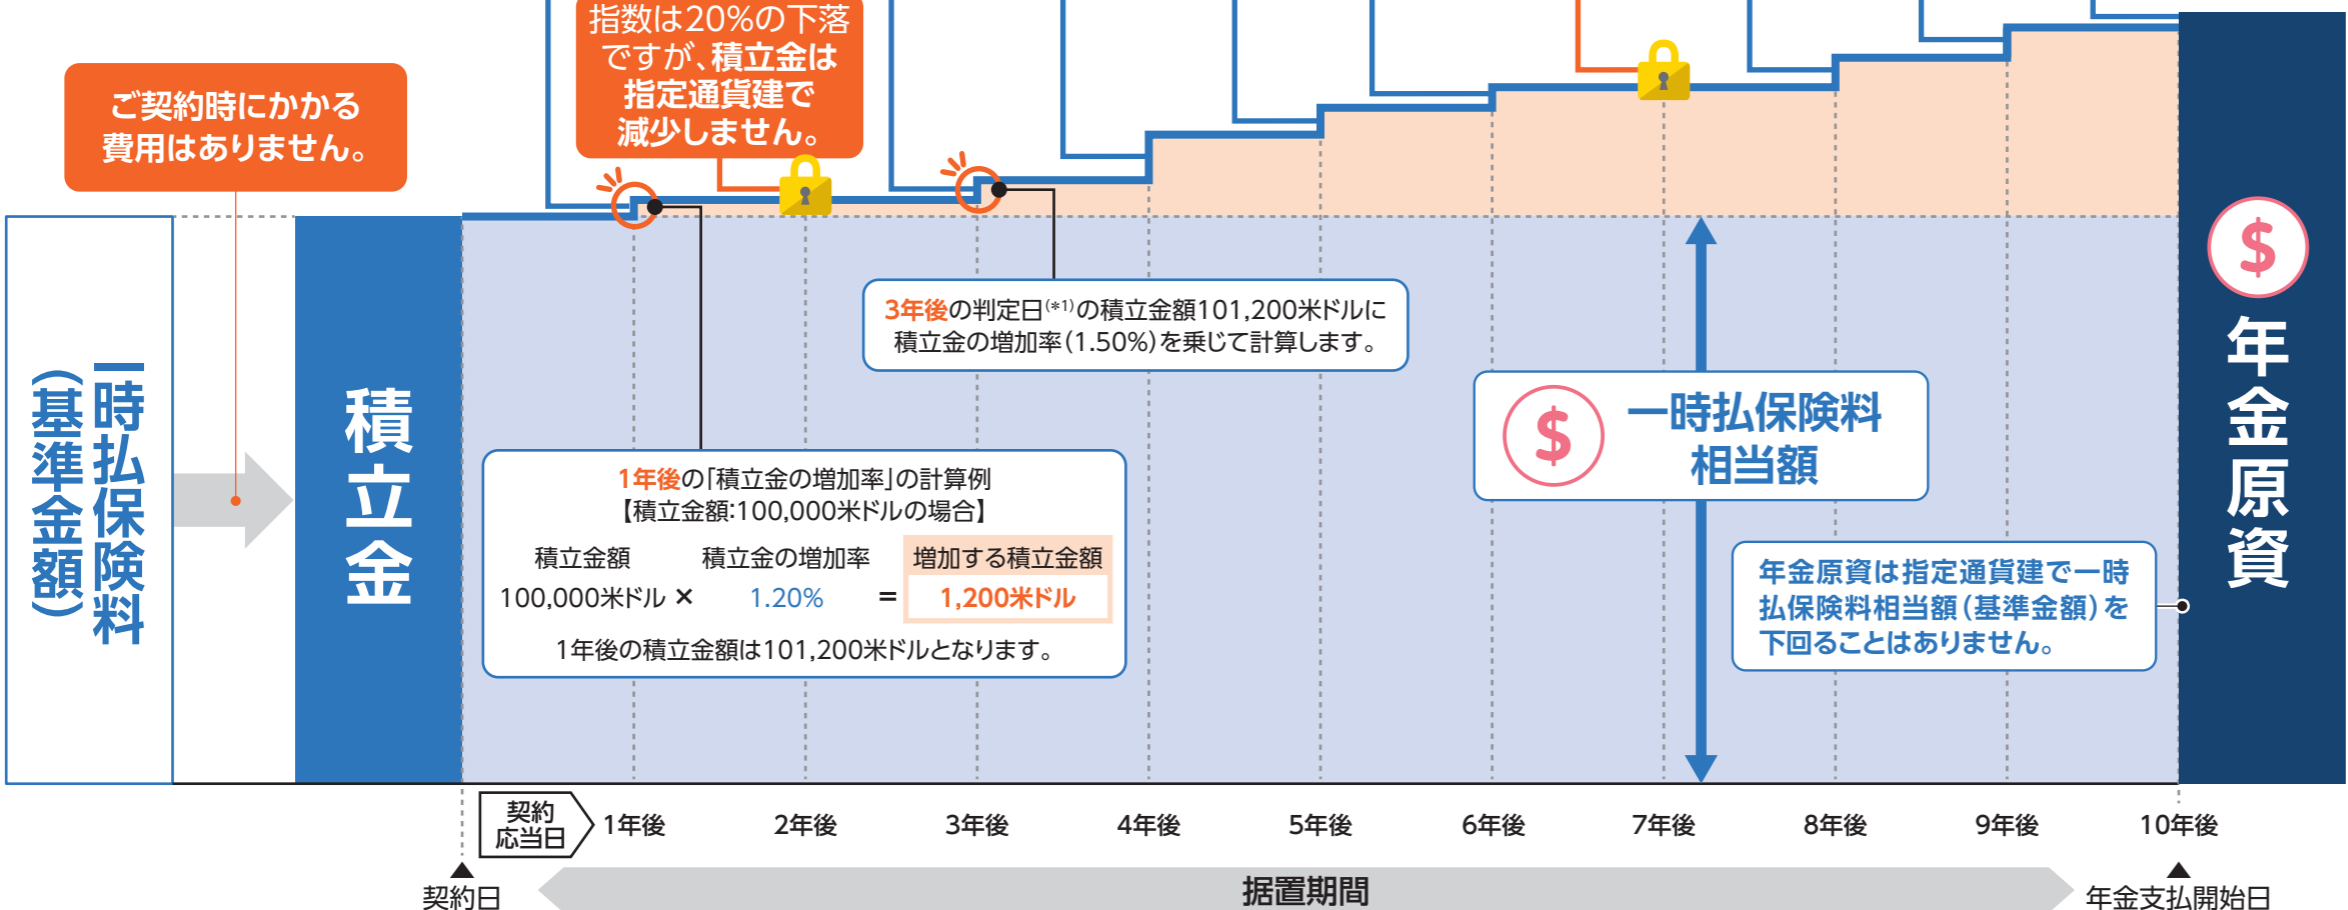 指数は20%の下落
ですが、積立金は
指定通貨建で
減少しません。
ご契約時にかかる
費用はありません。
一時払保険料
（基準金額）
積立金
3年後の判定日(*1)の積立金額101,200米ドルに
積立金の増加率（1.50%）を乗じて計算します。
$
一時払保険料
相当額
1年後の「積立金の増加率」の計算例
【積立金額:100,000米ドルの場合】
積立金額 積立金の増加率 増加する積立金額
100,000米ドル × 1.20% = 1,200米ドル
1年後の積立金額は101,200米ドルとなります。
年金原資は指定通貨建で一時
払保険料相当額（基準金額）を
下回ることはありません。
$
年金原資
契約
応当日
1年後 2年後 3年後 4年後 5年後 6年後 7年後 8年後 9年後 10年後
契約日
据置期間
年金支払開始日